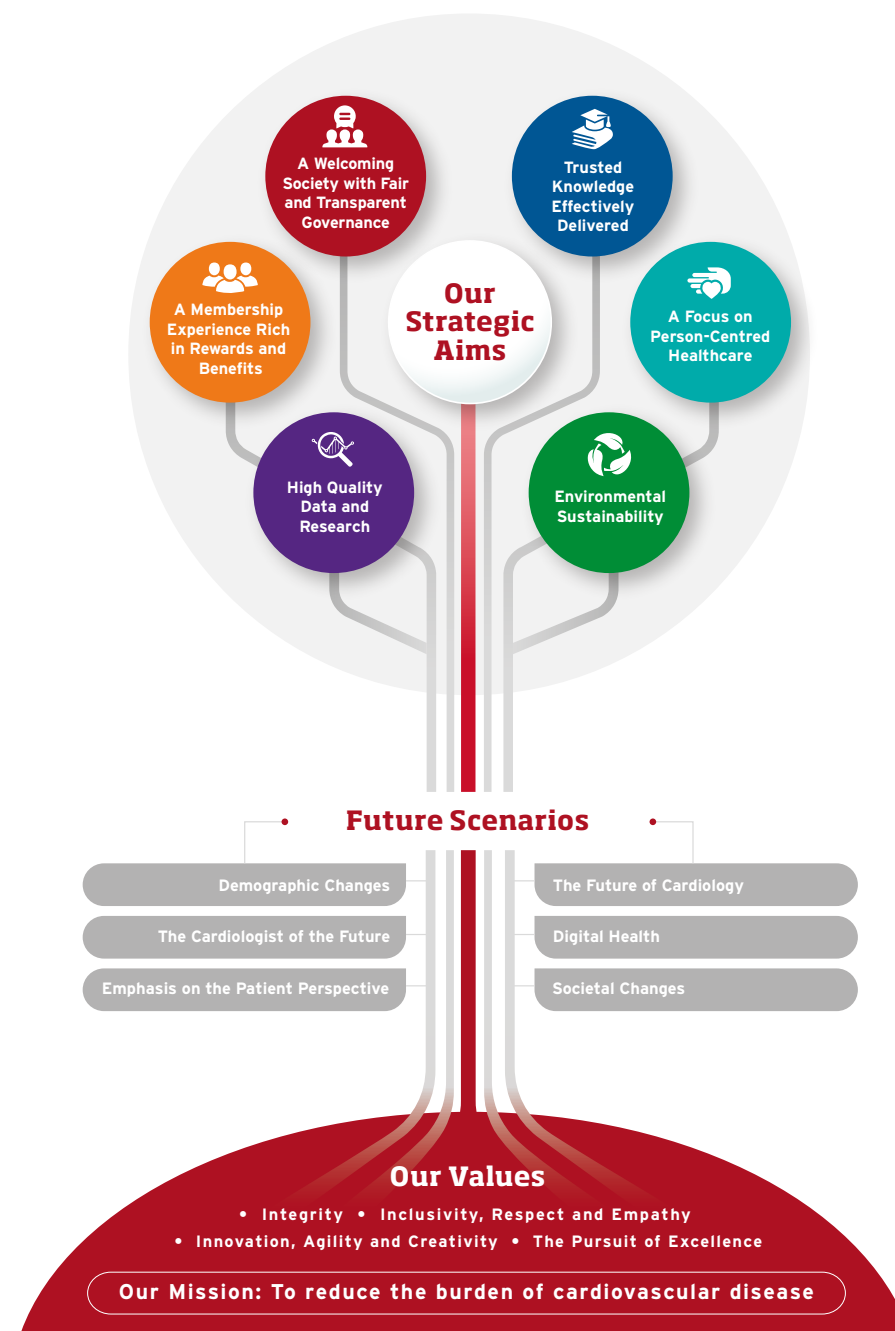 A Welcoming
Society with Fair
and Transparent
Governance
Trusted
Knowledge
Effectively
Delivered
A Membership
Experience Rich
in Rewards and
Benefits
Our
Strategic
Aims
A Focus on
Person-Centred
Healthcare
High Quality
Data and
Research
Environmental
Sustainability
Future Scenarios
Demographic Changes
The Future of Cardiology
The Cardiologist of the Future
Digital Health
Emphasis on the Patient Perspective
Societal Changes
Our Values
• Integrity • Inclusivity, Respect and Empathy
• Innovation, Agility and Creativity • The Pursuit of Excellence
Our Mission: To reduce the burden of cardiovascular disease